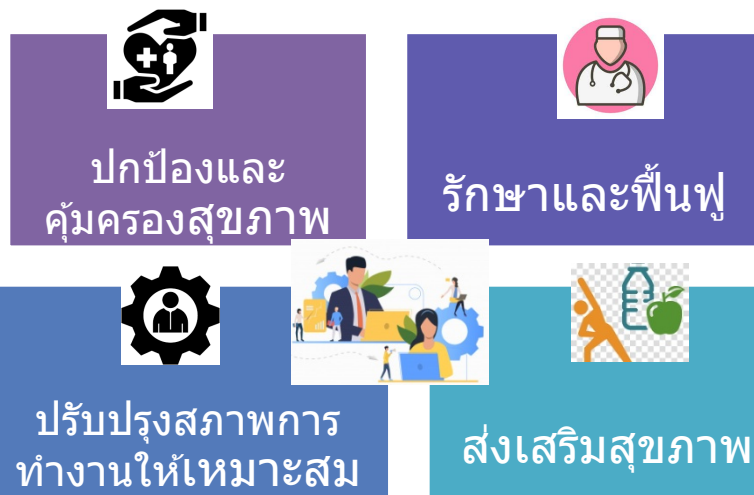 ปกป้องและ
คุ้มครองสุขภาพ
รักษาและฟื้นฟู
ปรับปรุงสภาพการ
ทำงานให้เหมาะสม
ส่งเสริมสุขภาพ